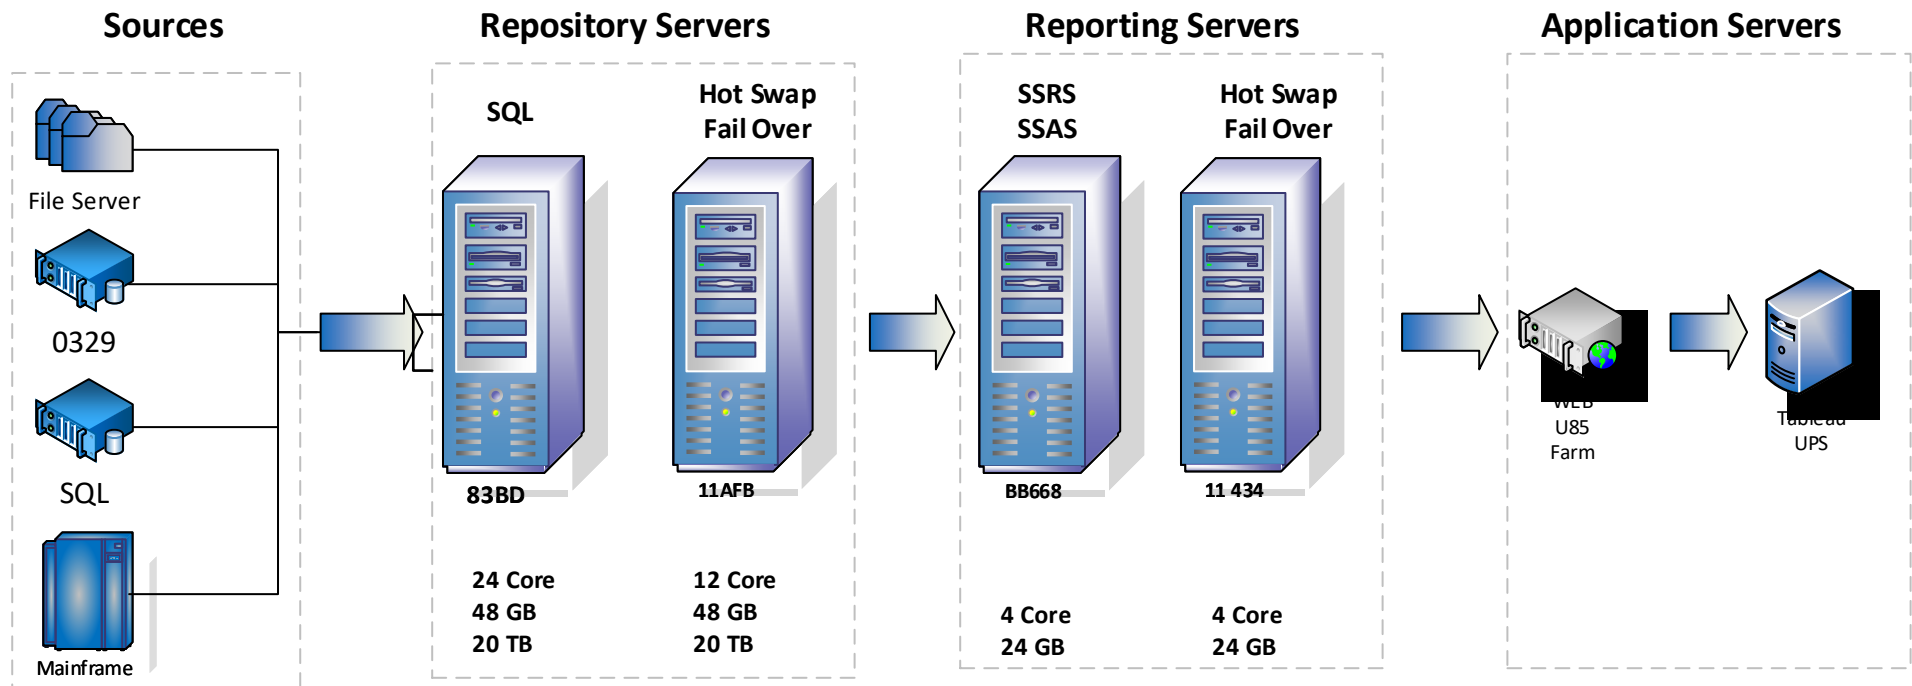 Sources
Repository Servers
Reporting Servers
Application Servers
File Server
0329
SQL
Mainframe
SQL
83BD
24 Core
48 GB
20 TB
Hot Swap
Fail Over
11AFB
12 Core
48 GB
20 TB
SSRS
SSAS
BB668
4 Core
24 GB
Hot Swap
Fail Over
11 434
4 Core
24 GB
WEB
U85
Farm
Tableau
UPS